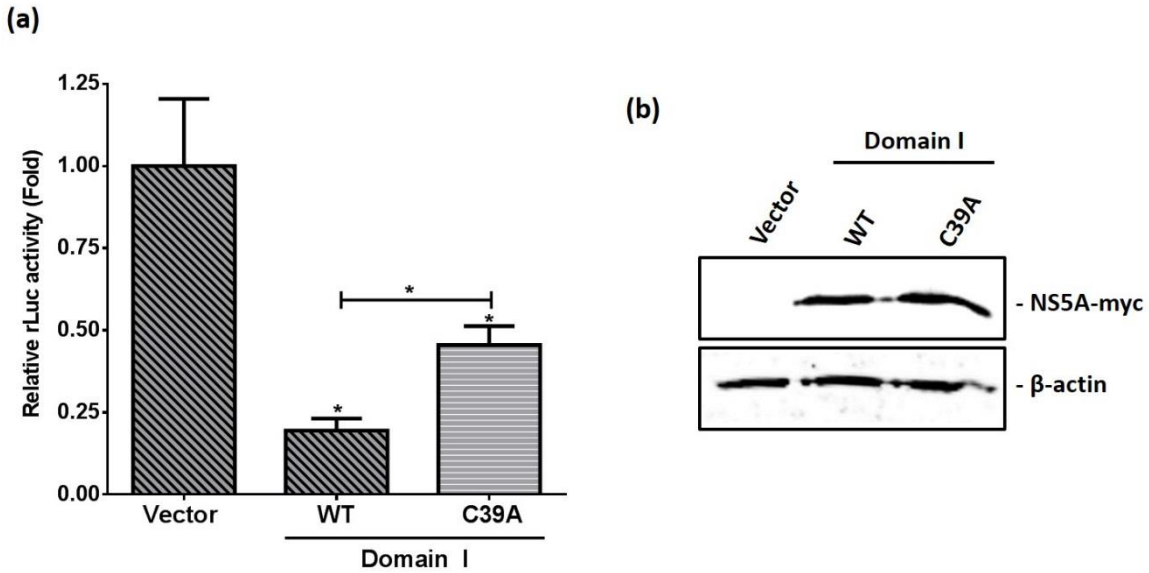 (a)
Relative rLuc activity (Fold)
1.25
1.00
0.75
0.50
0.25
0.00
*
*
*
Vector
WT
C39A
Domain I
(b)
Domain I
Vector
WT
C39A
- NS5A-myc
- β-actin